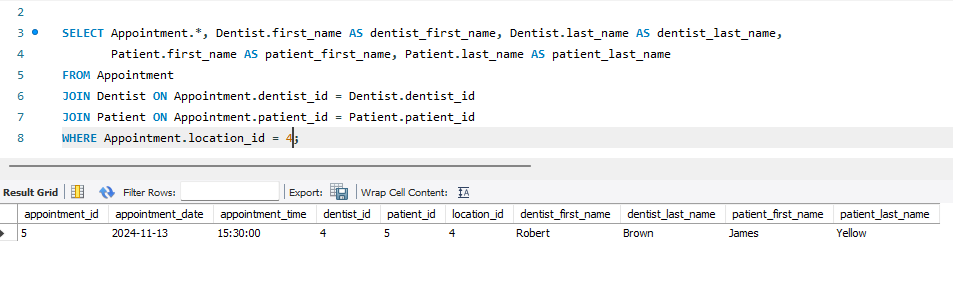 2
3 SELECT Appointment.*, Dentist.first_name AS dentist_first_name, Dentist.last_name AS dentist_last_name,
4 Patient.first_name AS patient_first_name, Patient.last_name AS patient_last_name
5 FROM Appointment
6 JOIN Dentist ON Appointment.dentist_id = Dentist.dentist_id
7 JOIN Patient ON Appointment.patient_id = Patient.patient_id
8 WHERE Appointment.location_id = 4;
Result Grid Filter Rows: Export: Wrap Cell Content:
appointment_id appointment_date appointment_time dentist_id patient_id location_id dentist_first_name dentist_last_name patient_first_name patient_last_name
5 2024-11-13 15:30:00 4 5 4 Robert Brown James Yellow